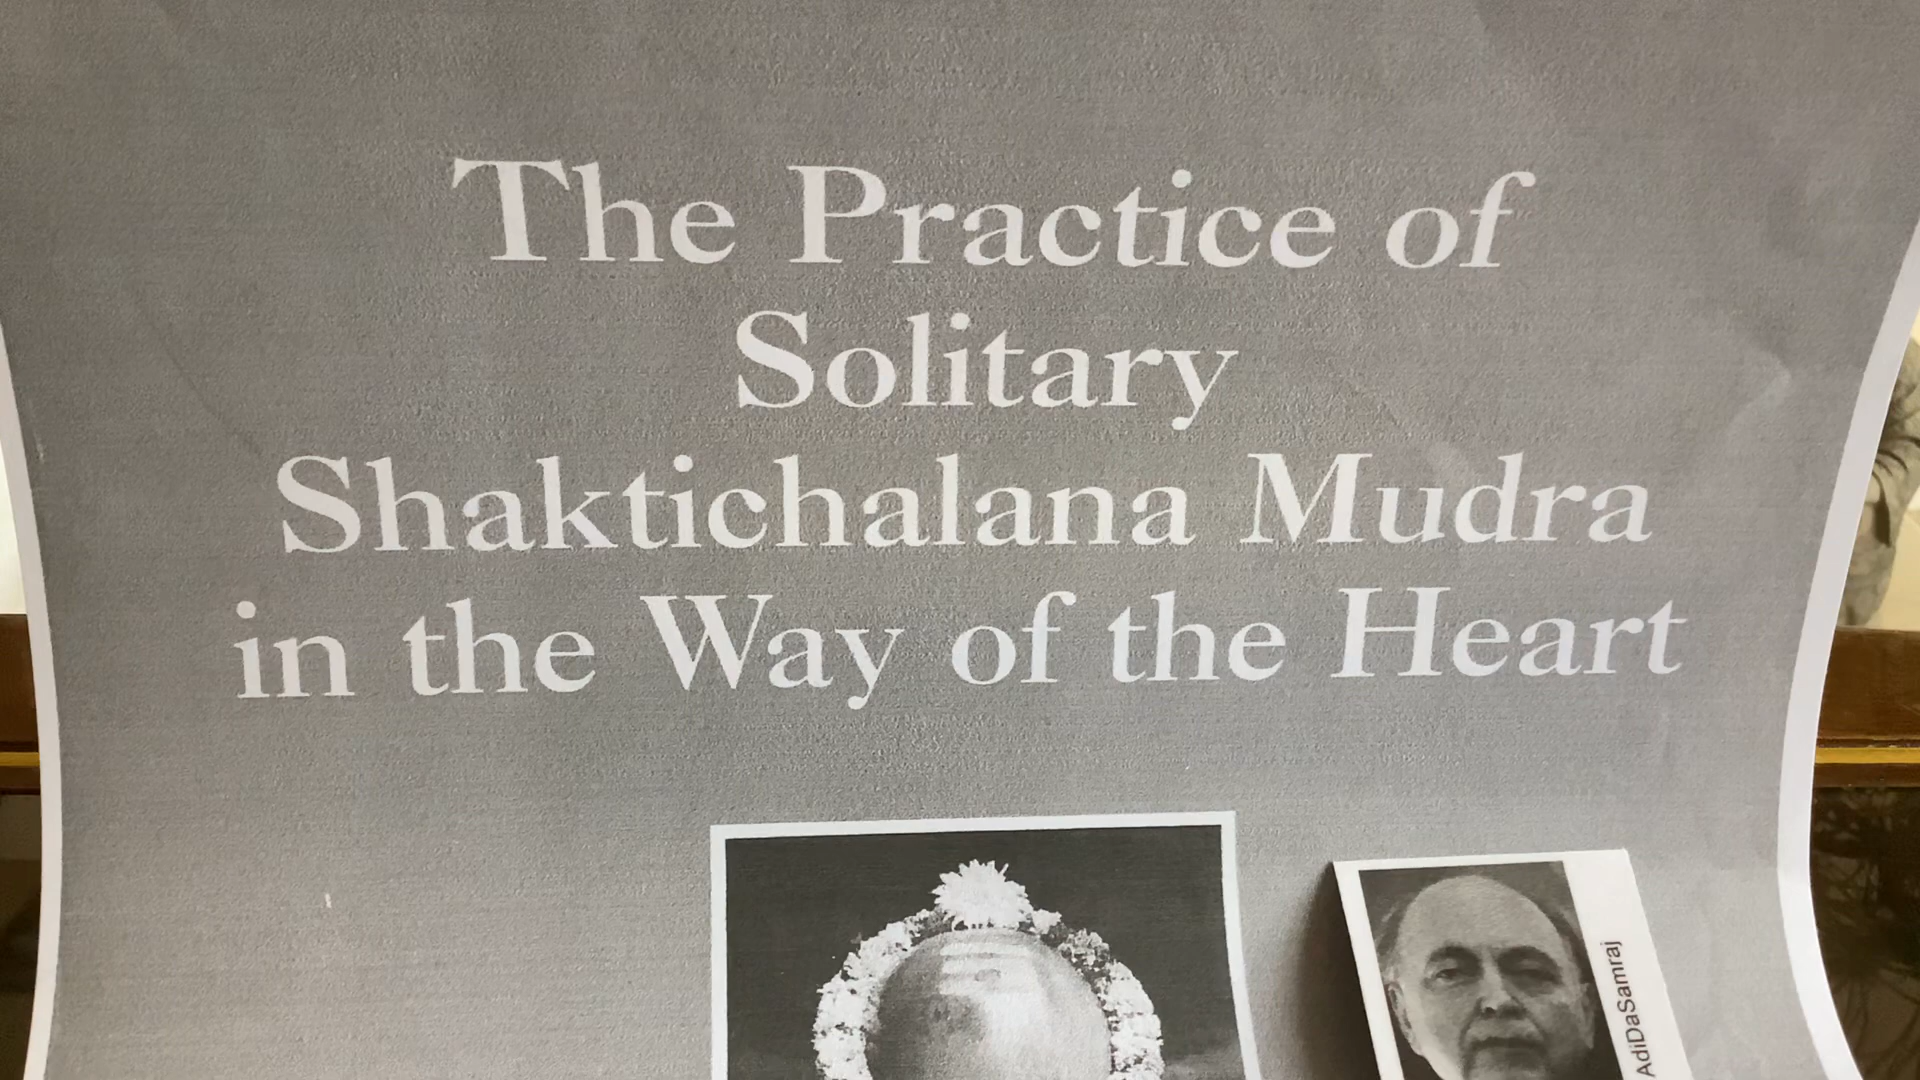 The Practice of
Solitary
Shaktichalana Mudra
in the Way of the Heart
AdiDaSamraj